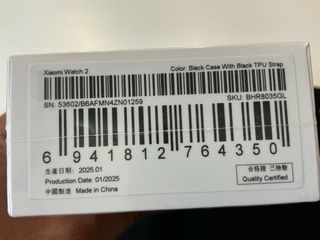 Xiaomi Watch 2
Color: Black Case With Black TPU Strap
SN: 53602/B6AFMN4ZN01259
SKU: BHR8035GL
6 941812 764350
生產日期: 2025.01
Production Date: 01/2025
中國製造 Made in China
合格證 已檢驗
Quality Certified